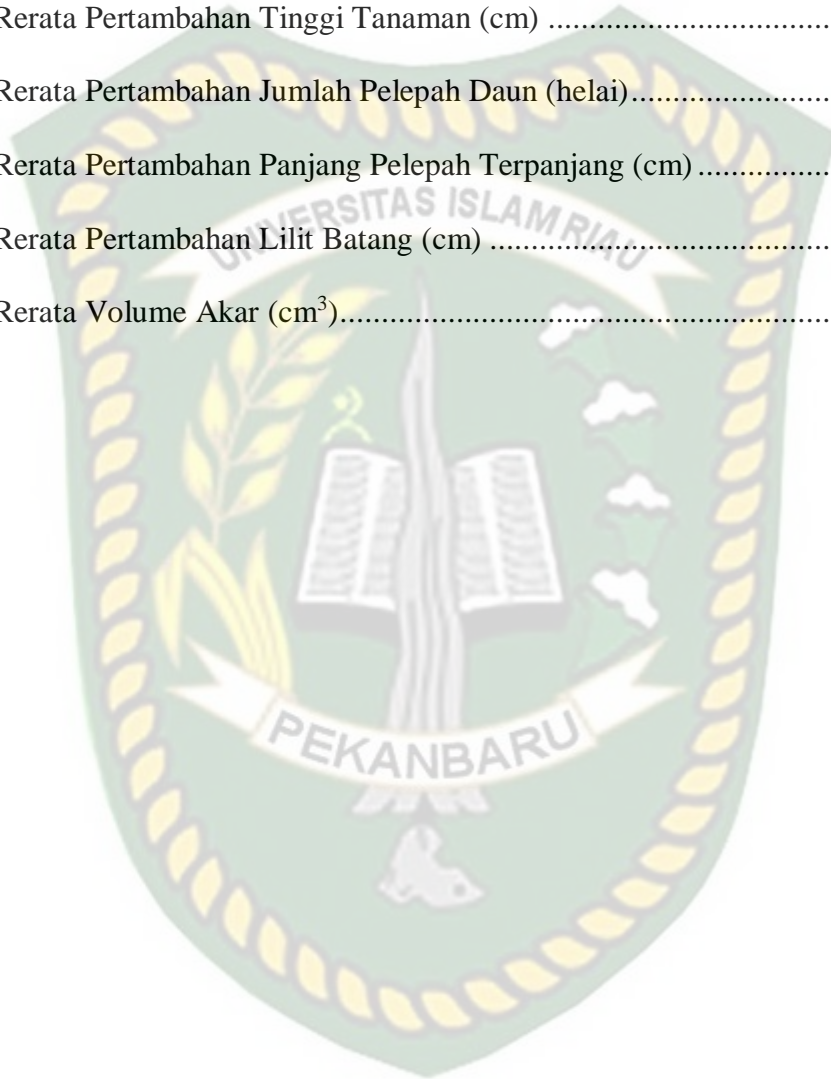 Rerata Pertambahan Tinggi Tanaman (cm) ................................
Rerata Pertambahan Jumlah Pelepah Daun (helai).......................
Rerata Pertambahan Panjang Pelepah Terpanjang (cm) ...............
UNIVERSITAS ISLAM RIAU
Rerata Pertambahan Lilit Batang (cm) .......................................
Rerata Volume Akar (cm³)..........................................................
PEKANBARU